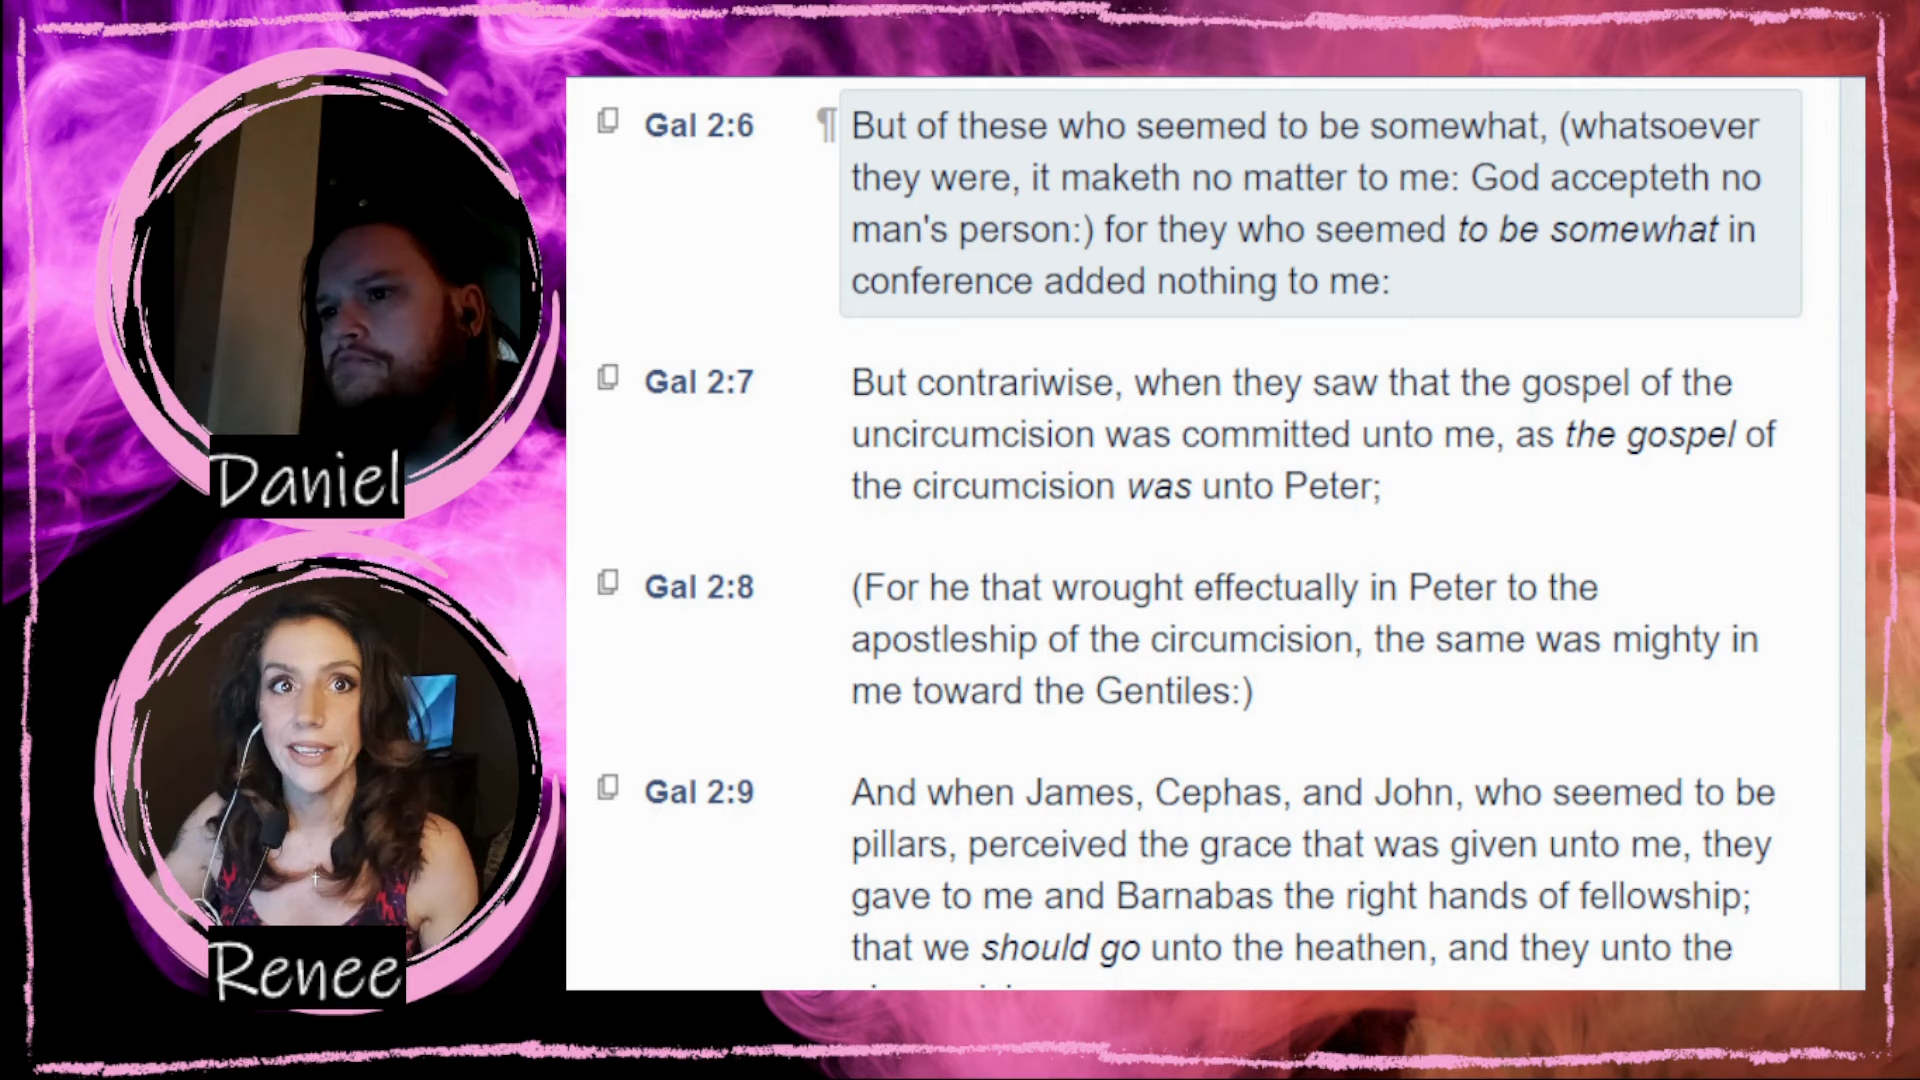 Daniel
Renee
Gal 2:6 ¶ But of these who seemed to be somewhat, (whatsoever
they were, it maketh no matter to me: God accepteth no
man's person:) for they who seemed to be somewhat in
conference added nothing to me:
Gal 2:7 But contrariwise, when they saw that the gospel of the
uncircumcision was committed unto me, as the gospel of
the circumcision was unto Peter;
Gal 2:8 (For he that wrought effectually in Peter to the
apostleship of the circumcision, the same was mighty in
me toward the Gentiles:)
Gal 2:9 And when James, Cephas, and John, who seemed to be
pillars, perceived the grace that was given unto me, they
gave to me and Barnabas the right hands of fellowship;
that we should go unto the heathen, and they unto the